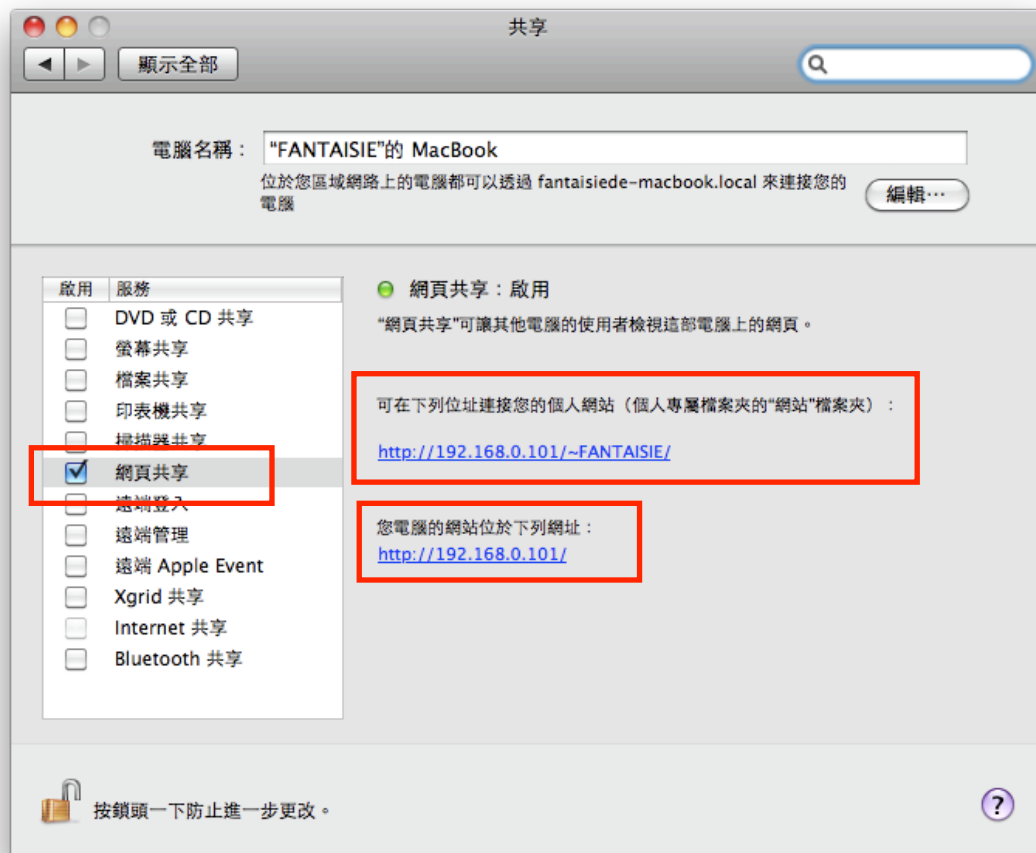 共享
顯示全部
電腦名稱：
“FANTAISIE”的 MacBook
位於您區域網路上的電腦都可以透過 fantaisiede-macbook.local 來連接您的
電腦
編輯…
啟用 服務
DVD 或 CD 共享
螢幕共享
檔案共享
印表機共享
掃描器共享
網頁共享
遠端登入
遠端管理
遠端 Apple Event
Xgrid 共享
Internet 共享
Bluetooth 共享
網頁共享：啟用
“網頁共享”可讓其他電腦的使用者檢視這部電腦上的網頁。
可在下列位址連接您的個人網站（個人專屬檔案夾的“網站”檔案夾）：
http://192.168.0.101/~FANTAISIE/
您電腦的網站位於下列網址：
http://192.168.0.101/
按鎖頭一下防止進一步更改。
?